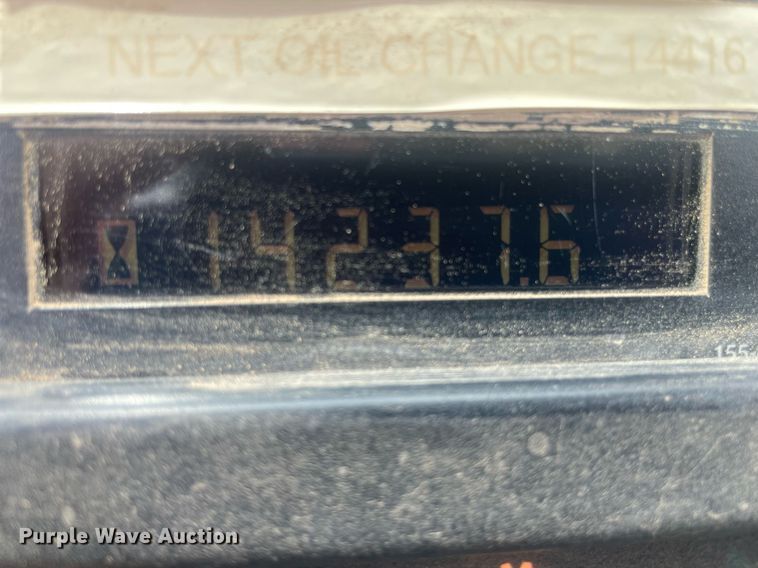 NEXT OIL CHANGE 14416
14237.6
155
Purple Wave Auction